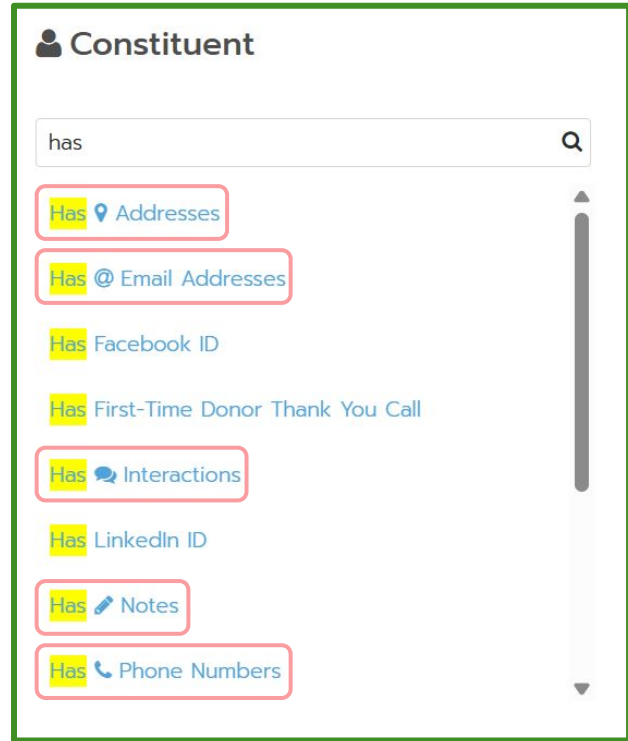 Constituent
has
Has Addresses
Has @ Email Addresses
Has Facebook ID
Has First-Time Donor Thank You Call
Has Interactions
Has LinkedIn ID
Has Notes
Has Phone Numbers